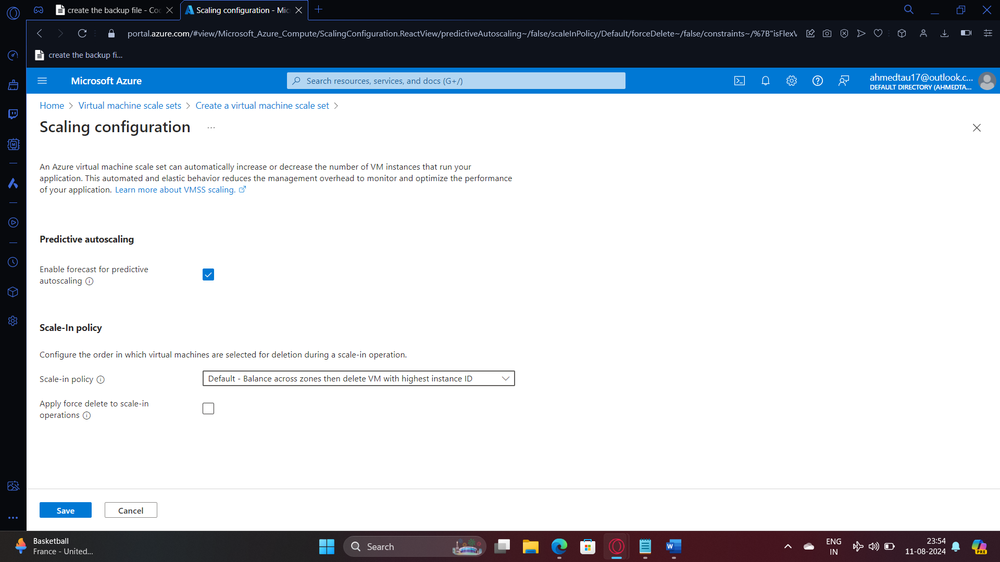 create the backup file - Coc
Scaling configuration - Mic
portal.azure.com/#view/Microsoft_Azure_Compute/ScalingConfiguration.ReactView/predictiveAutoscaling~/false/scaleInPolicy/Default/forceDelete~/false/constraints~/%7B"isFlexV
create the backup fi...
Microsoft Azure
Search resources, services, and docs (G+/)
ahmedtau17@outlook.c...
DEFAULT DIRECTORY (AHMEDTA...
Home > Virtual machine scale sets > Create a virtual machine scale set >
Scaling configuration ...
An Azure virtual machine scale set can automatically increase or decrease the number of VM instances that run your
application. This automated and elastic behavior reduces the management overhead to monitor and optimize the performance
of your application. Learn more about VMSS scaling.
Predictive autoscaling
Enable forecast for predictive
autoscaling
Scale-In policy
Configure the order in which virtual machines are selected for deletion during a scale-in operation.
Scale-in policy
Default - Balance across zones then delete VM with highest instance ID
Apply force delete to scale-in
operations
Save
Cancel
Basketball
France - United...
Search
ENG
IN
23:54
11-08-2024
PRE